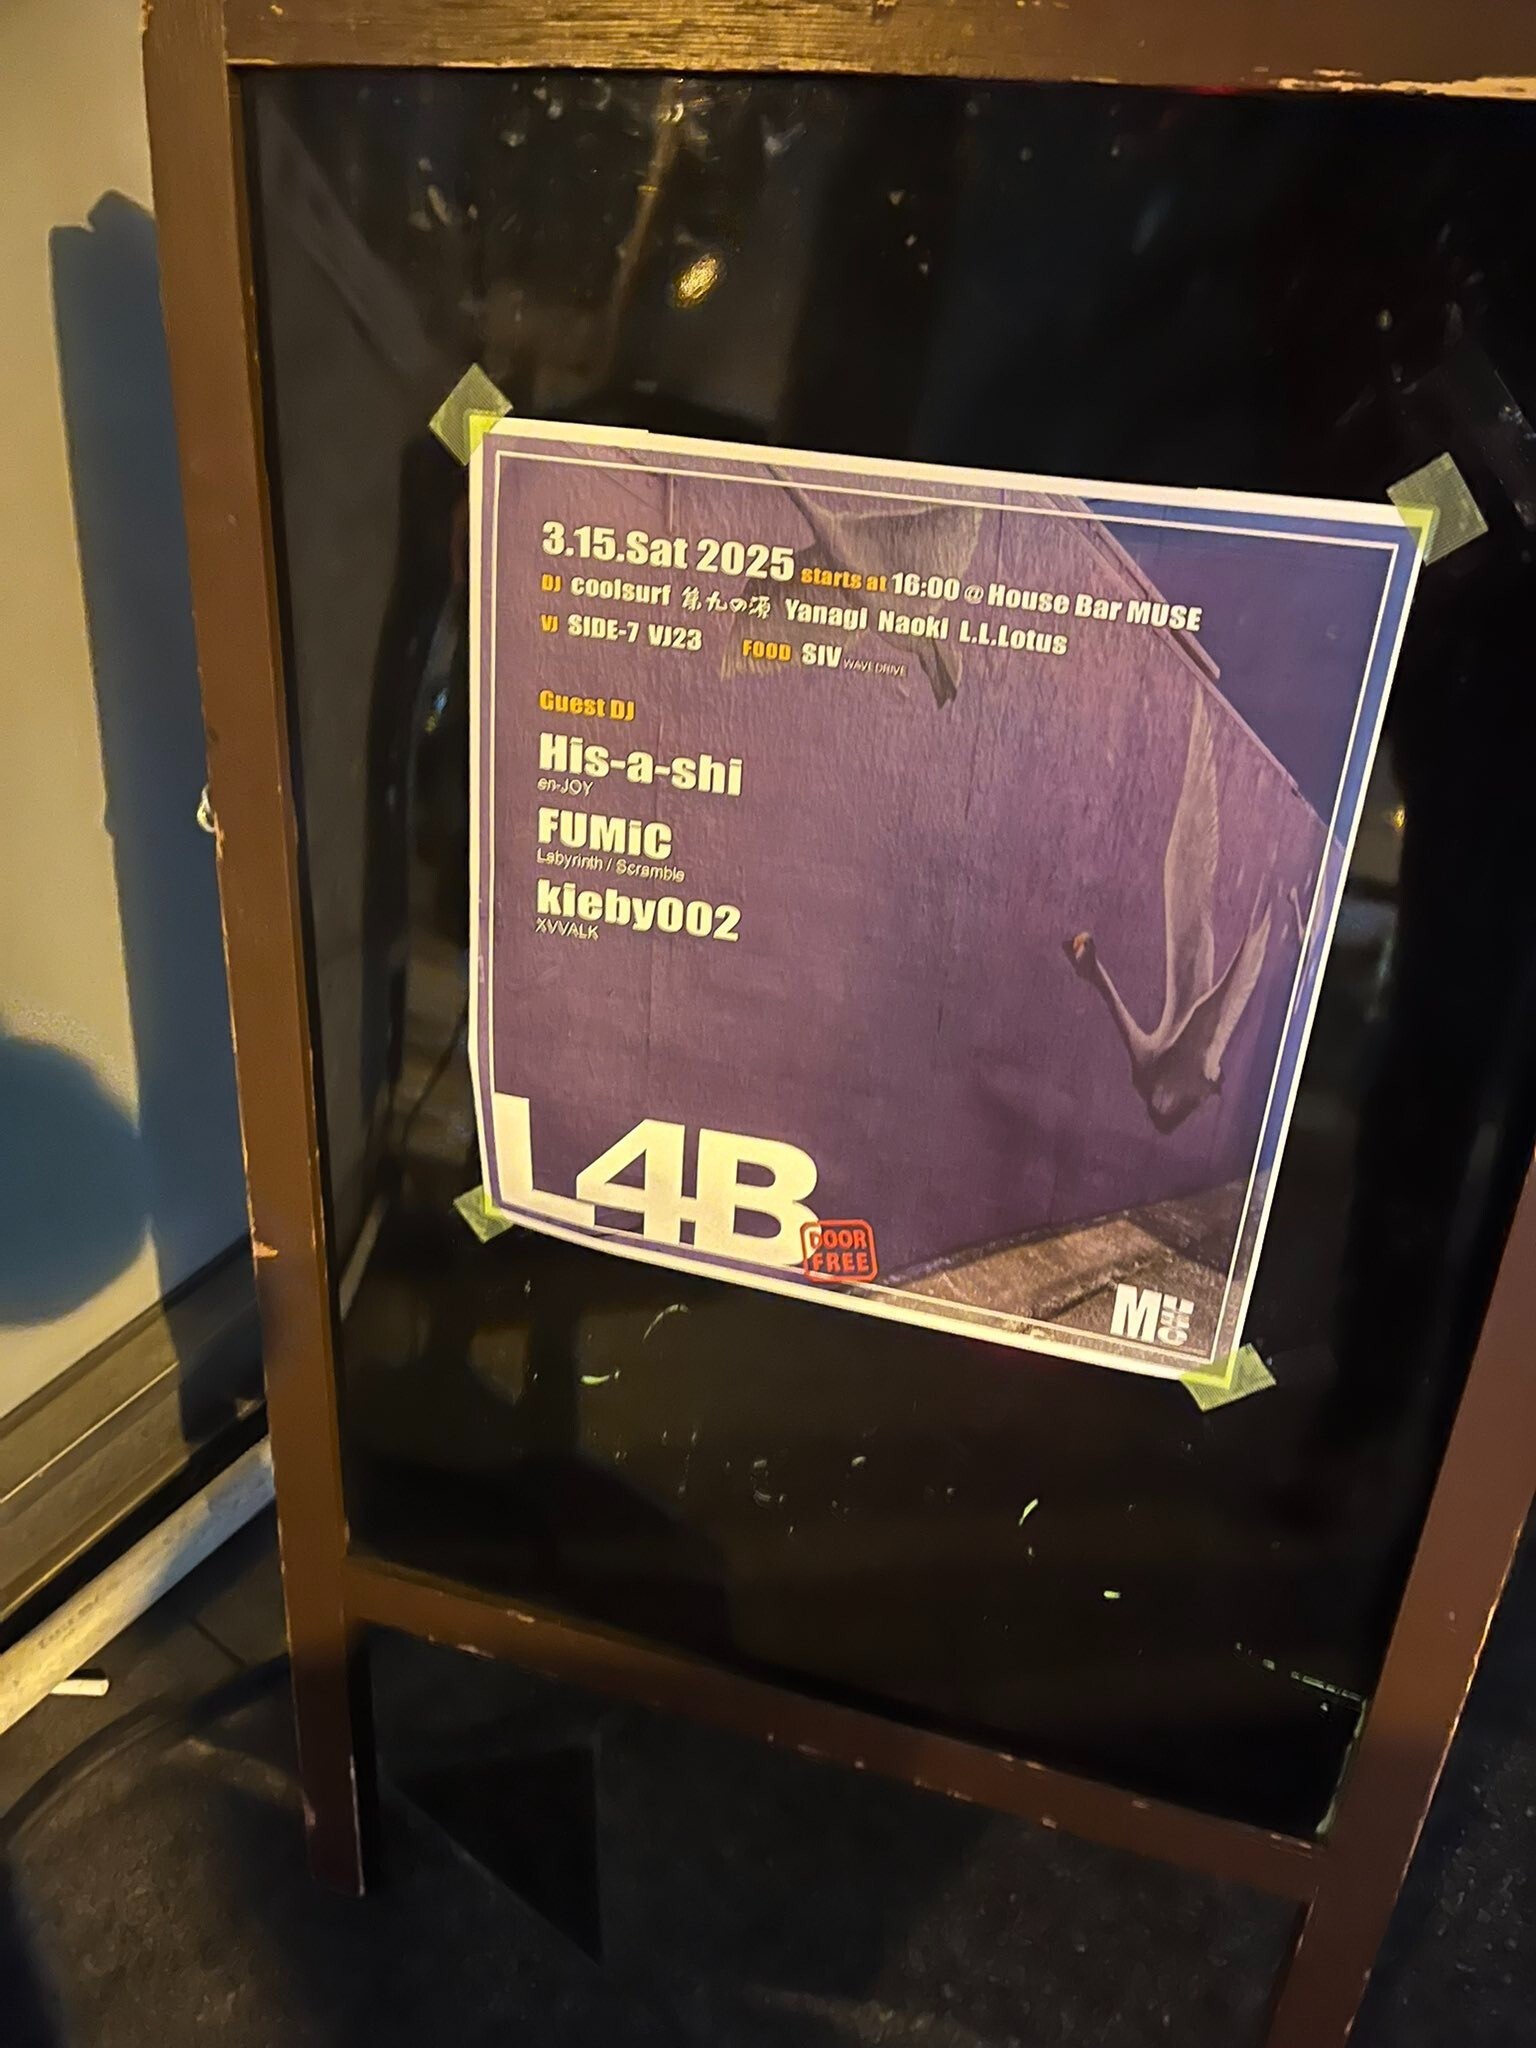 3.15.Sat 2025 starts at 16:00 @ House Bar MUSE
DJ coolsurf 第九の源 Yanagi Naoki L.L.Lotus
VJ SIDE-7 VJ23 FOOD SIV WAVE DRIVE
Guest DJ
His-a-shi
en-JOY
FUMiC
Labyrinth / Scramble
kieby002
XVVALK
L4B
DOOR
FREE
MUSE